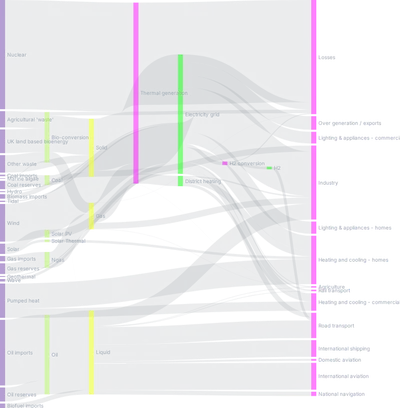 Nuclear
Losses
Thermal generation
Electricity grid
Agricultural 'waste'
Over generation / exports
Bio-conversion
UK land based bioenergy
Lighting & appliances - commercial
Solid
Other waste
H2 conversion
H2
Coal reserves
District heating
Industry
Biomass imports
Tidal
Gas
Wind
Lighting & appliances - homes
Solar PV
Solar Thermal
Solar
Gas imports
Ngas
Heating and cooling - homes
Gas reserves
Geothermal
Wave
Agriculture
Rail transport
Pumped heat
Heating and cooling - commercial
Road transport
Oil imports
Oil
Liquid
International shipping
Domestic aviation
International aviation
Oil reserves
National navigation
Biofuel imports